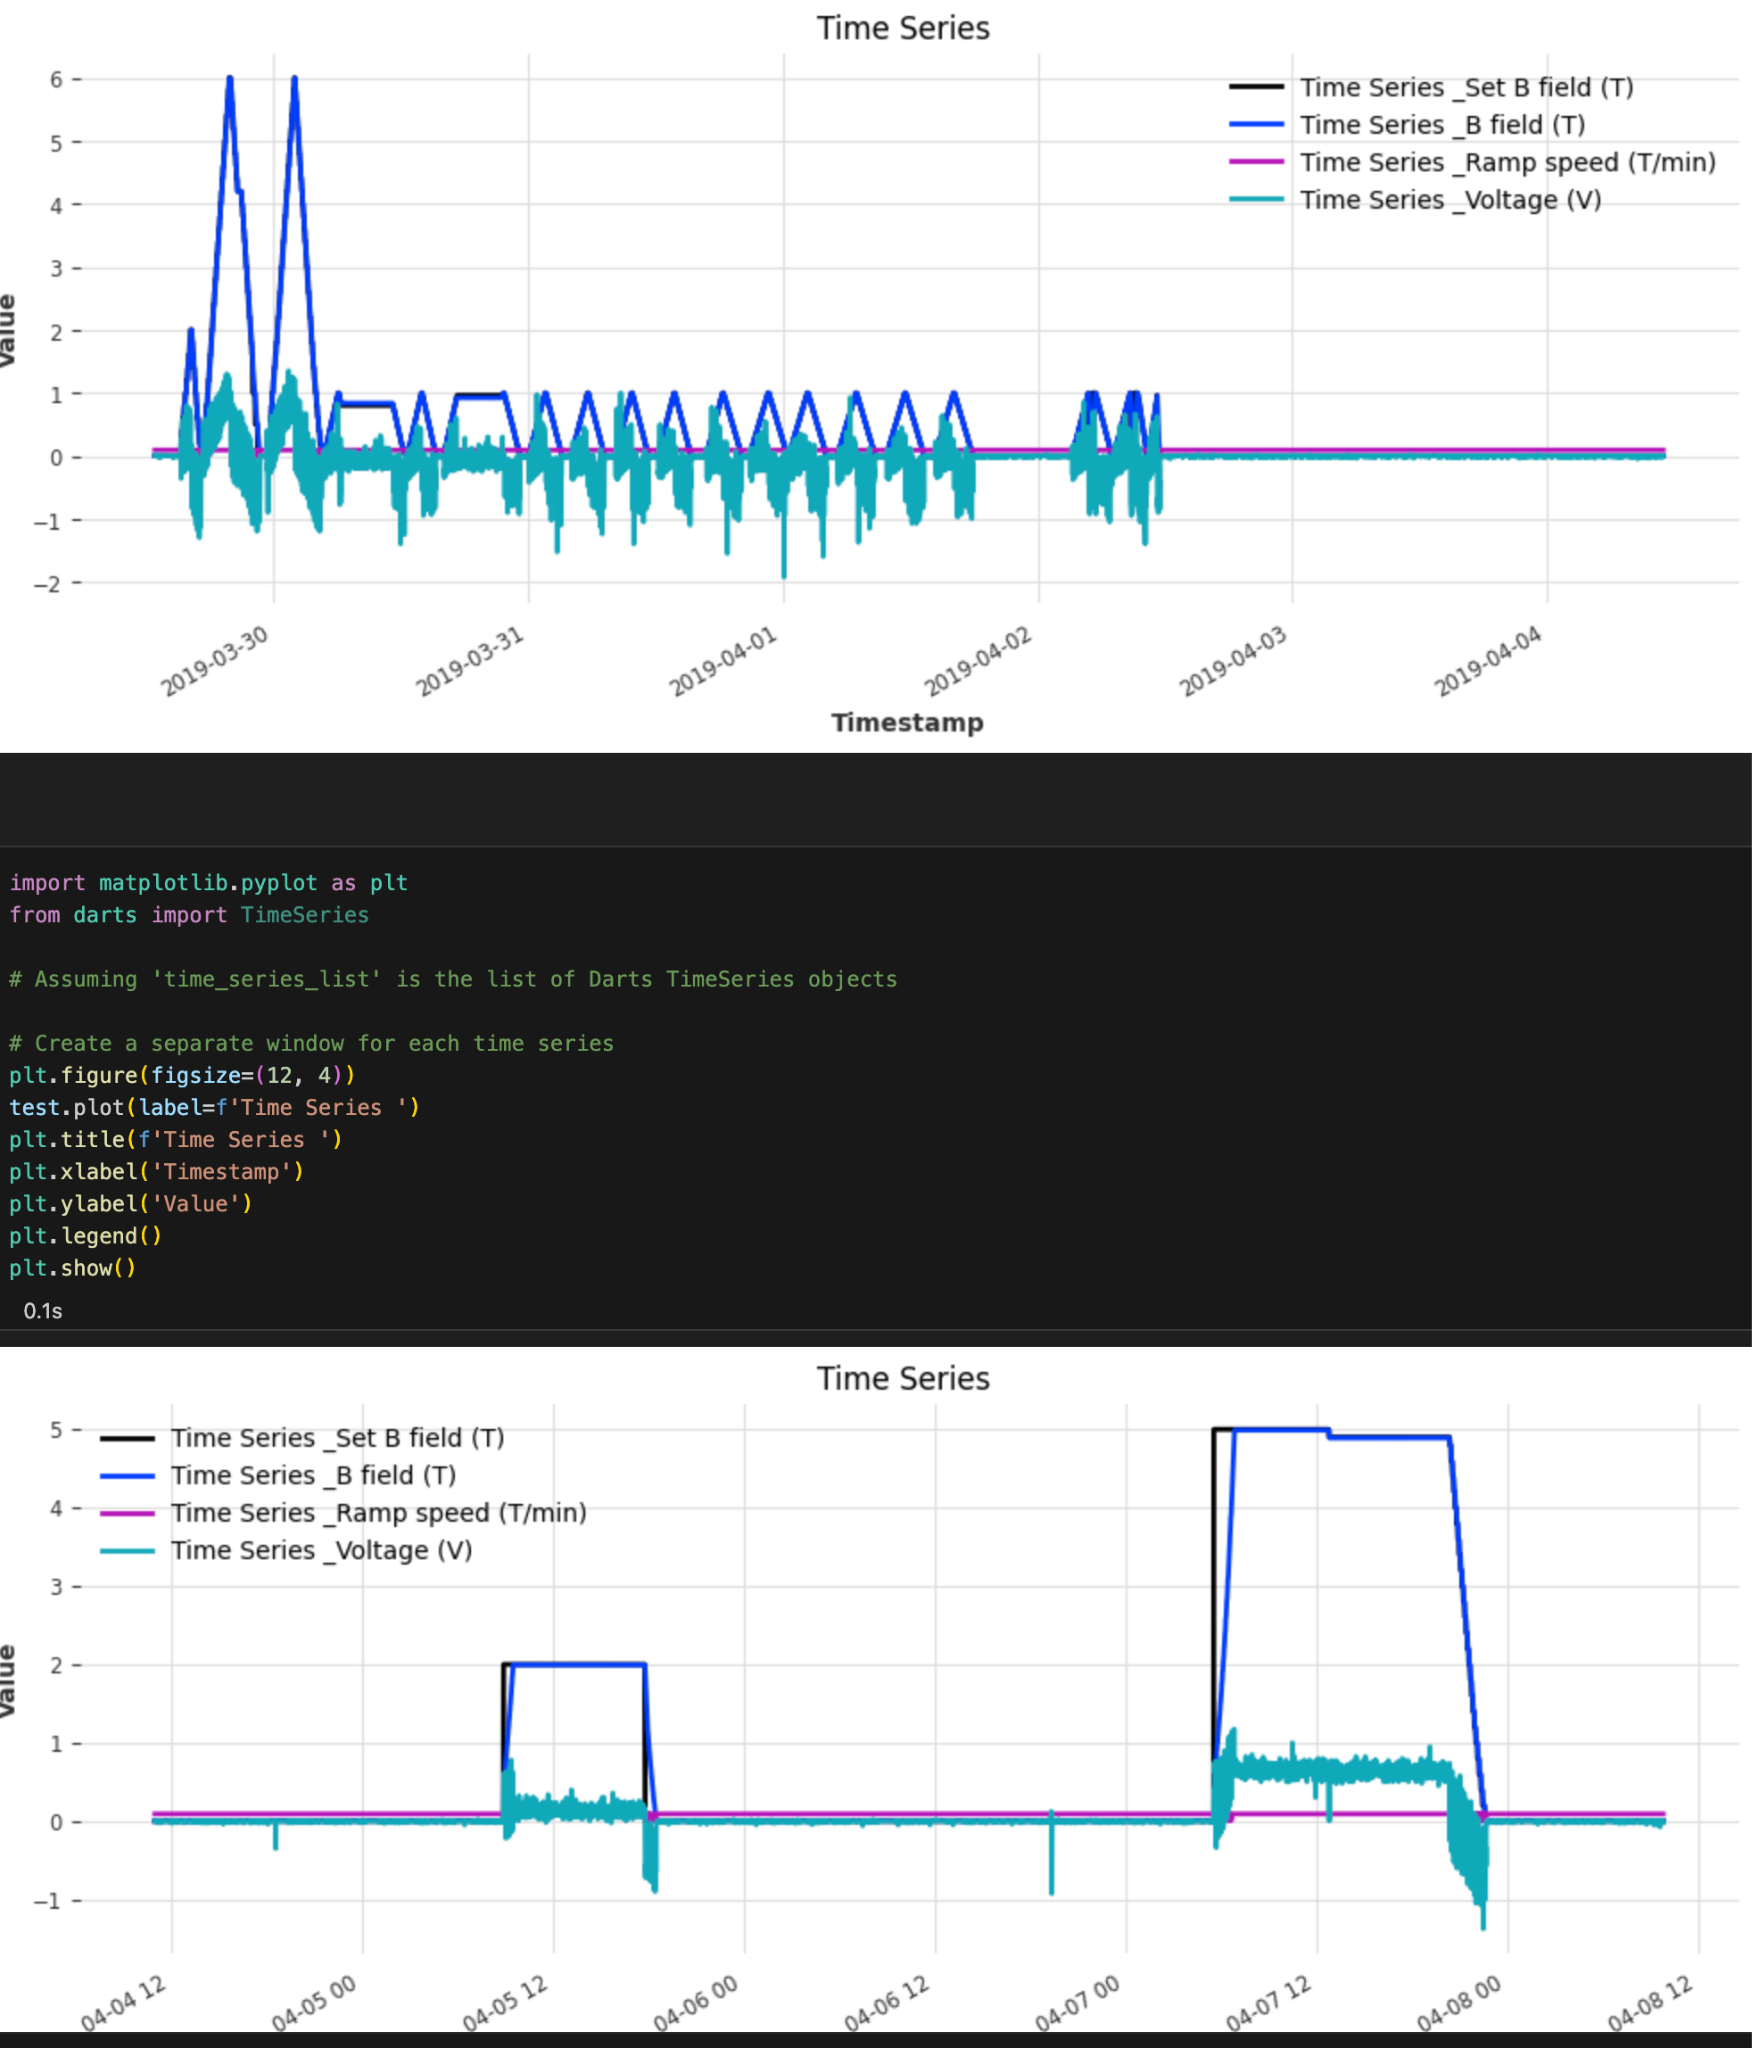 Time Series
6
5
4
3
2
1
0
−1
−2
Value
Time Series _Set B field (T)
Time Series _B field (T)
Time Series _Ramp speed (T/min)
Time Series _Voltage (V)
2019-03-30
2019-03-31
2019-04-01
2019-04-02
2019-04-03
2019-04-04
Timestamp
import matplotlib.pyplot as plt
from darts import TimeSeries
# Assuming 'time_series_list' is the list of Darts TimeSeries objects
# Create a separate window for each time series
plt.figure(figsize=(12, 4))
test.plot(label=f'Time Series ')
plt.title(f'Time Series ')
plt.xlabel('Timestamp')
plt.ylabel('Value')
plt.legend()
plt.show()
0.1s
Time Series
5
4
3
2
1
0
−1
Value
Time Series _Set B field (T)
Time Series _B field (T)
Time Series _Ramp speed (T/min)
Time Series _Voltage (V)
04-04 12
04-05 00
04-05 12
04-06 00
04-06 12
04-07 00
04-07 12
04-08 00
04-08 12